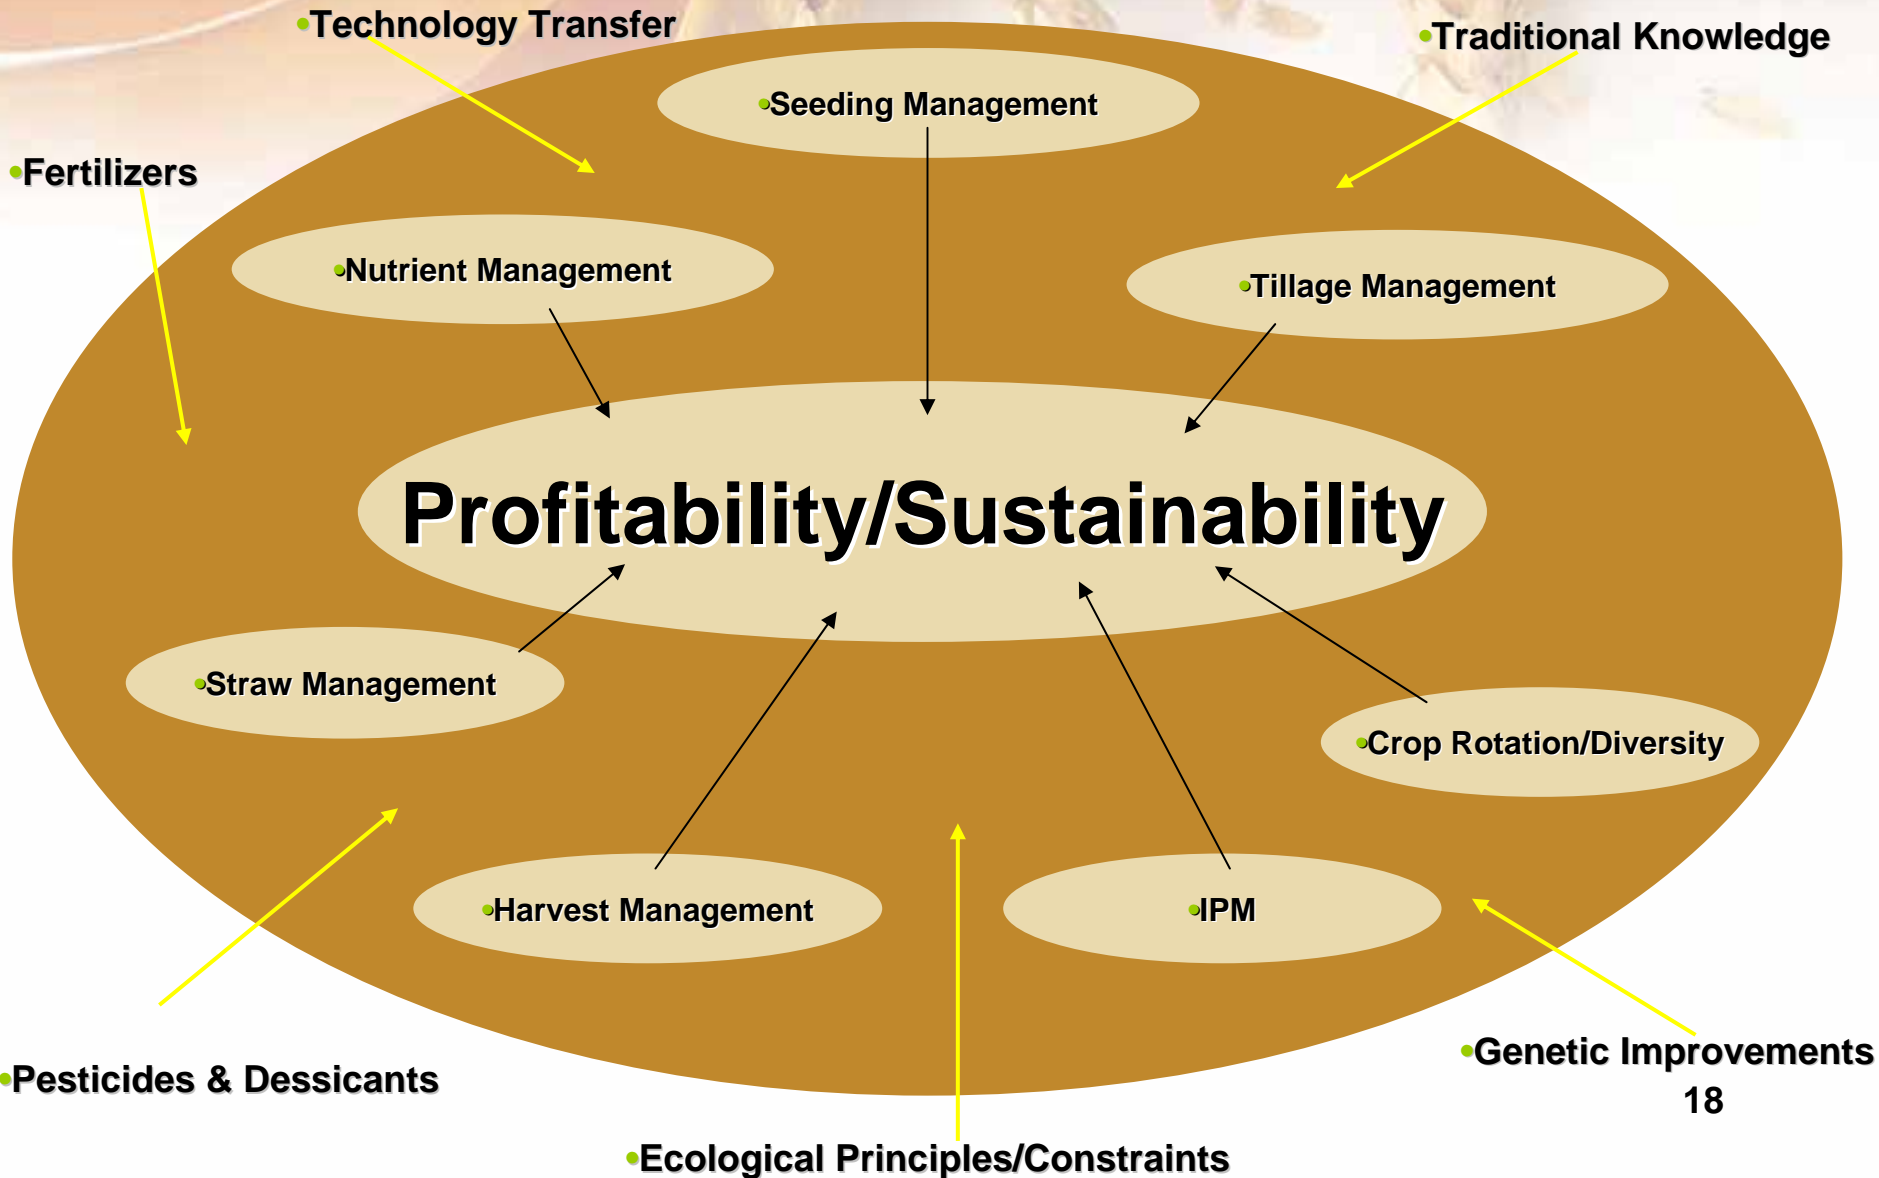 •Technology Transfer
•Traditional Knowledge
•Seeding Management
•Fertilizers
•Nutrient Management
•Tillage Management
Profitability/Sustainability
•Straw Management
•Crop Rotation/Diversity
•Harvest Management
•IPM
•Genetic Improvements
•Pesticides & Dessicants
18
•Ecological Principles/Constraints